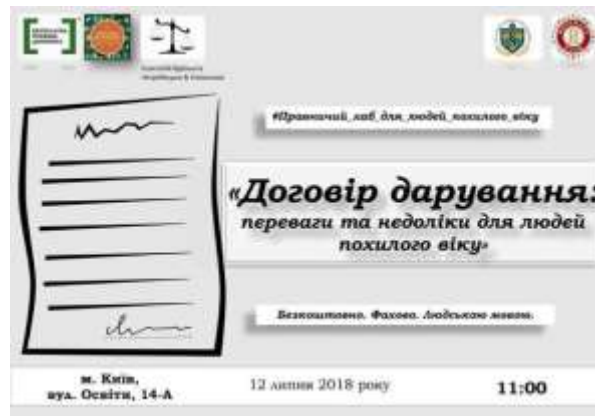 #Правничий_хаб_для_людей_похилого_віку
«Договір дарування:
переваги та недоліки для людей
похилого віку»
Безкоштовно. Фахово. Людською мовою.
м. Київ,
вул. Освіти, 14-А
12 липня 2018 року
11:00